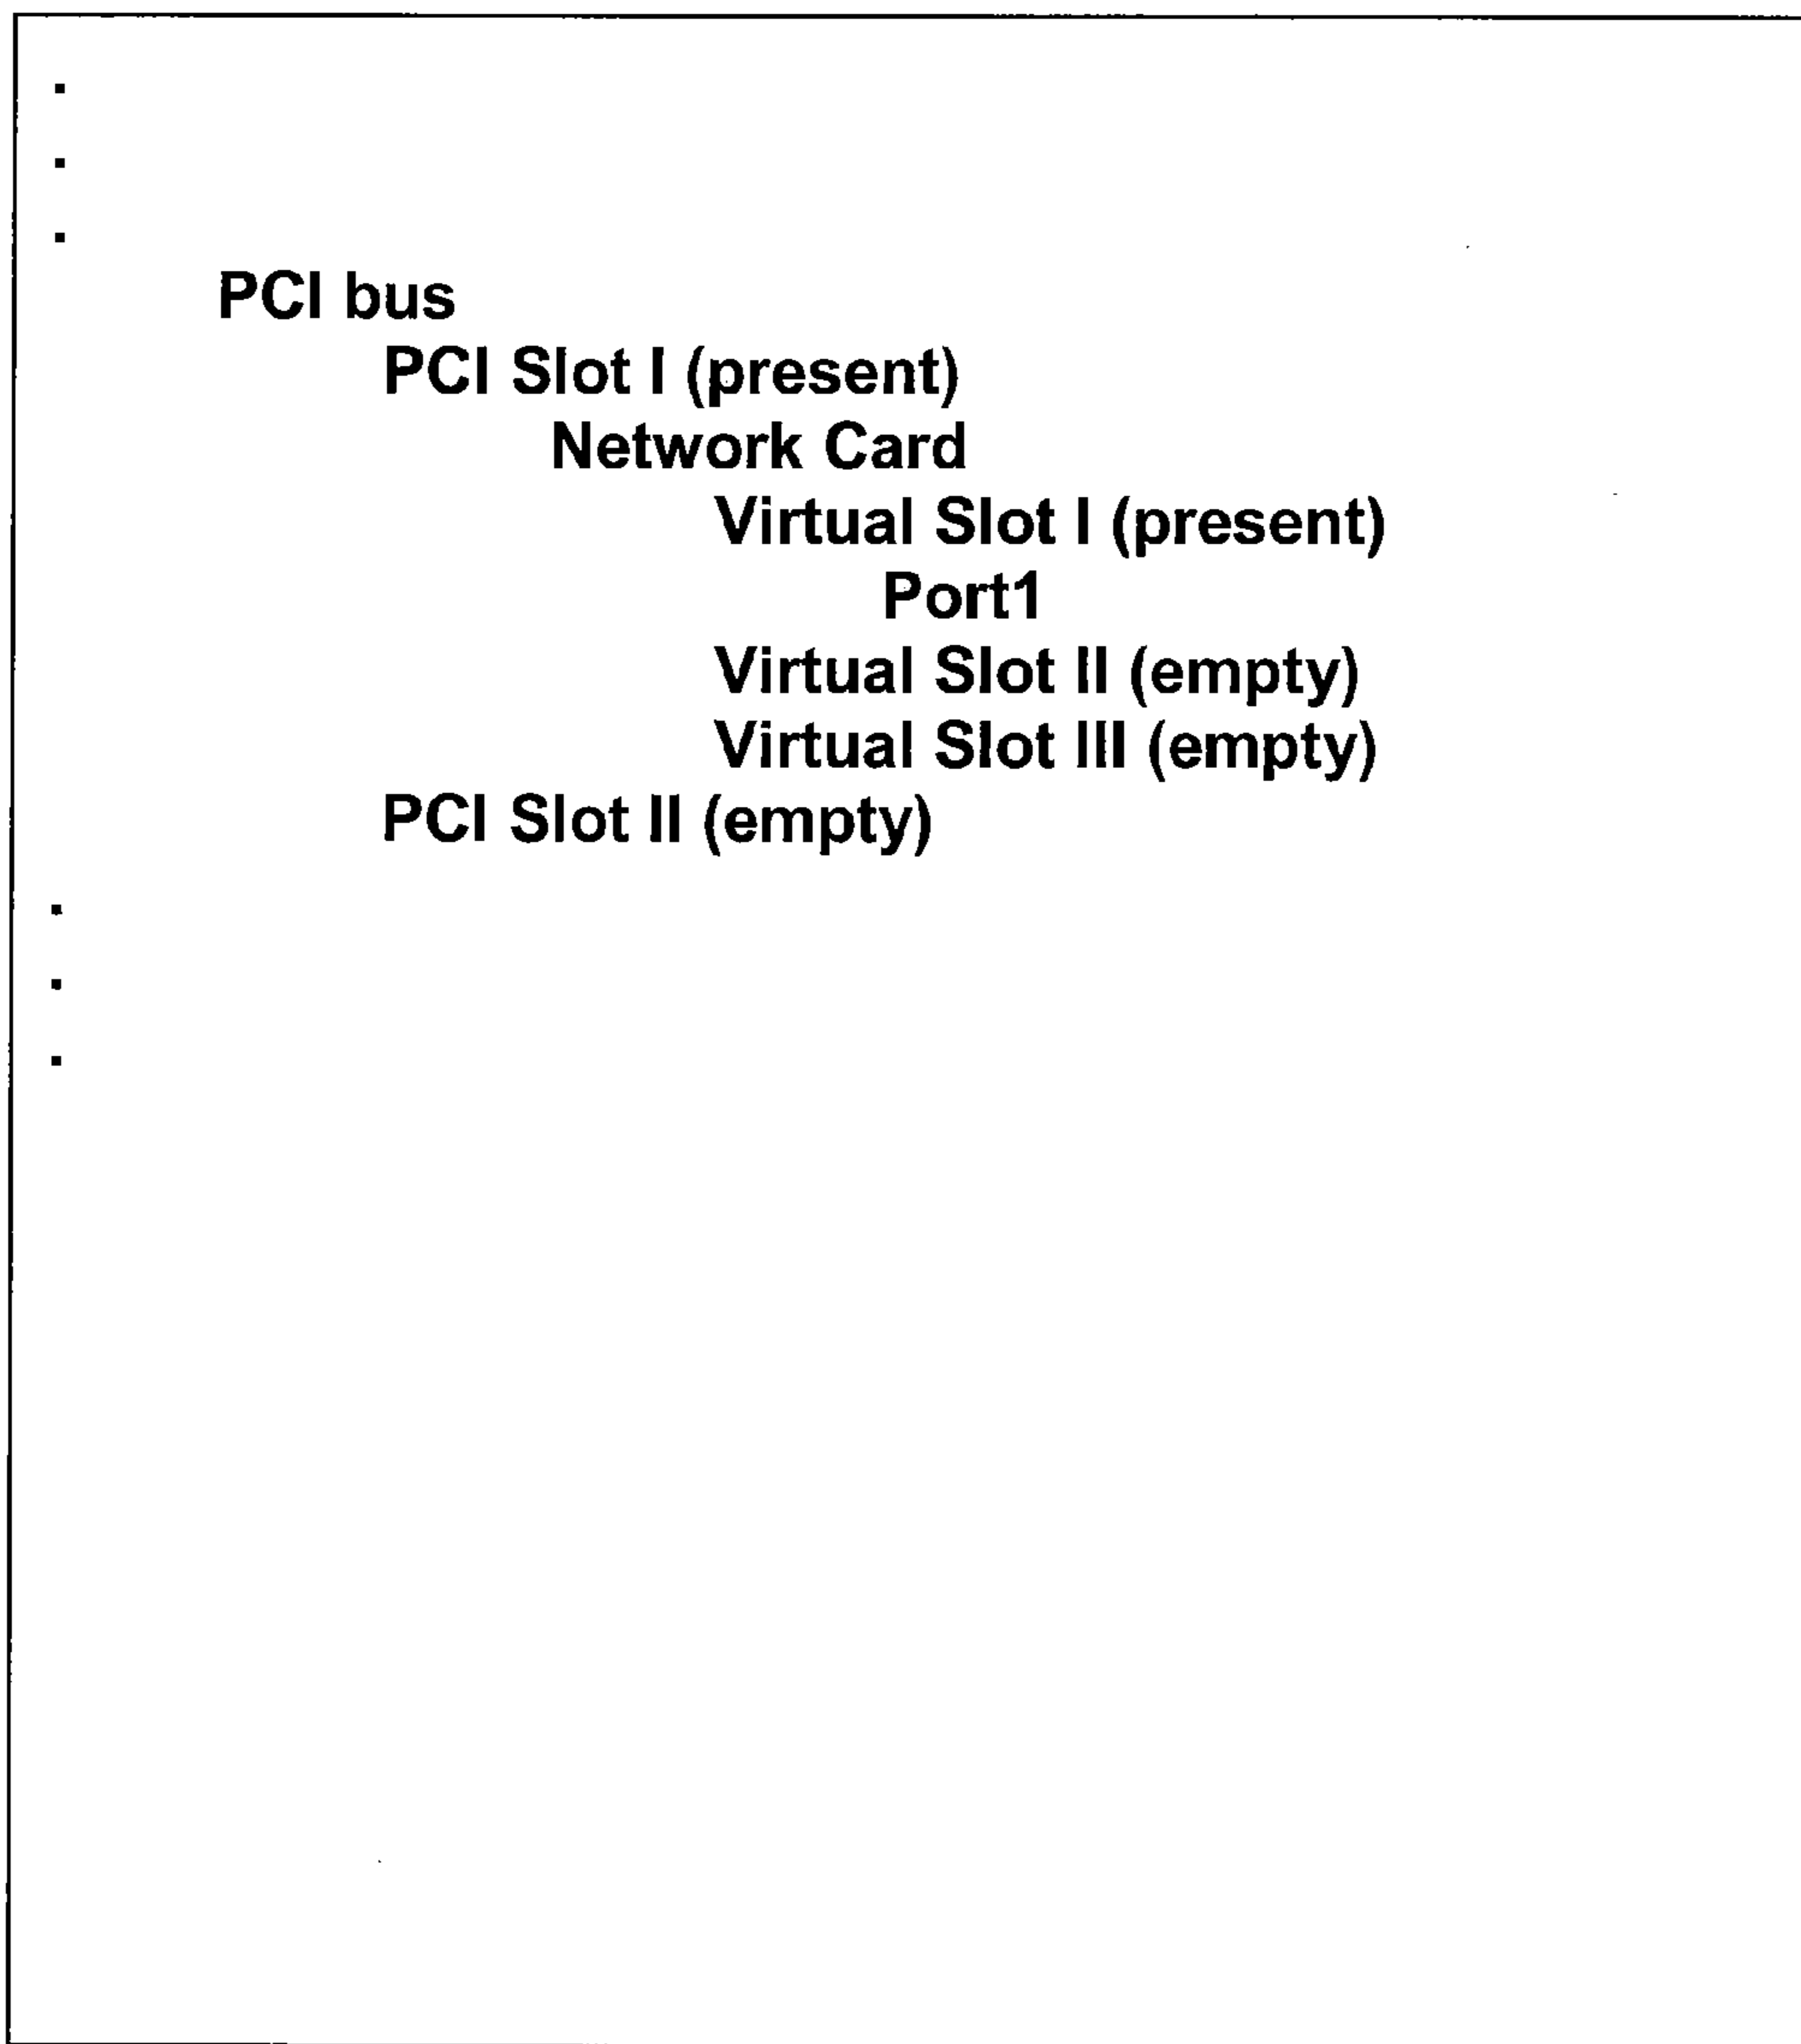 .
.
.
PCI bus
PCI Slot I (present)
Network Card
Virtual Slot I (present)
Port1
Virtual Slot II (empty)
Virtual Slot III (empty)
PCI Slot II (empty)
.
.
.